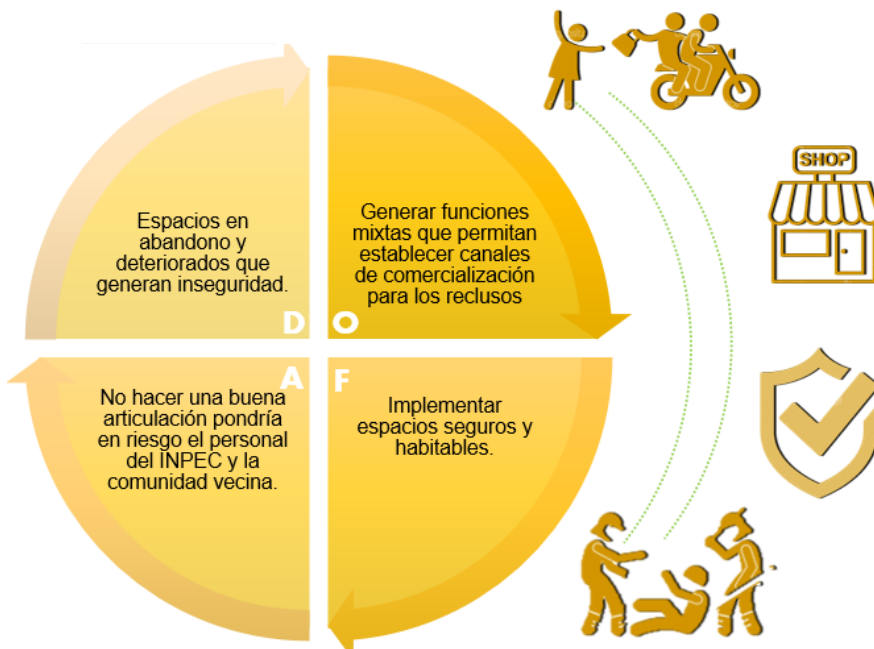 Espacios en
abandono y
deteriorados que
generan inseguridad.
D
Generar funciones
mixtas que permitan
establecer canales
de comercialización
para los reclusos
O
A
No hacer una buena
articulación pondría
en riesgo el personal
del INPEC y la
comunidad vecina.
F
Implementar
espacios seguros y
habitables.
SHOP